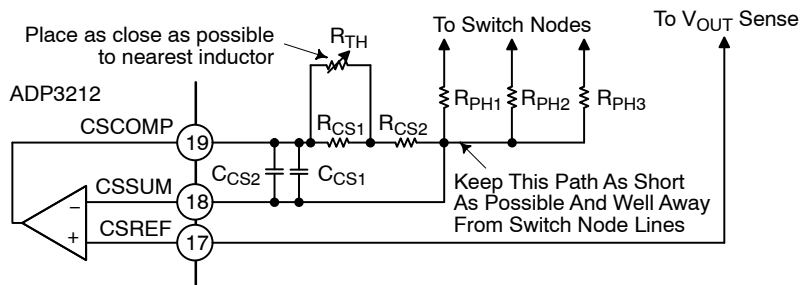 To Switch Nodes
To VOUT Sense
Place as close as possible
to nearest inductor
RTH
ADP3212
RPH1
RPH2
RPH3
CSCOMP
19
RCS1
RCS2
CCS2
CCS1
CSSUM
18
Keep This Path As Short
As Possible And Well Away
From Switch Node Lines
−
+
CSREF
17